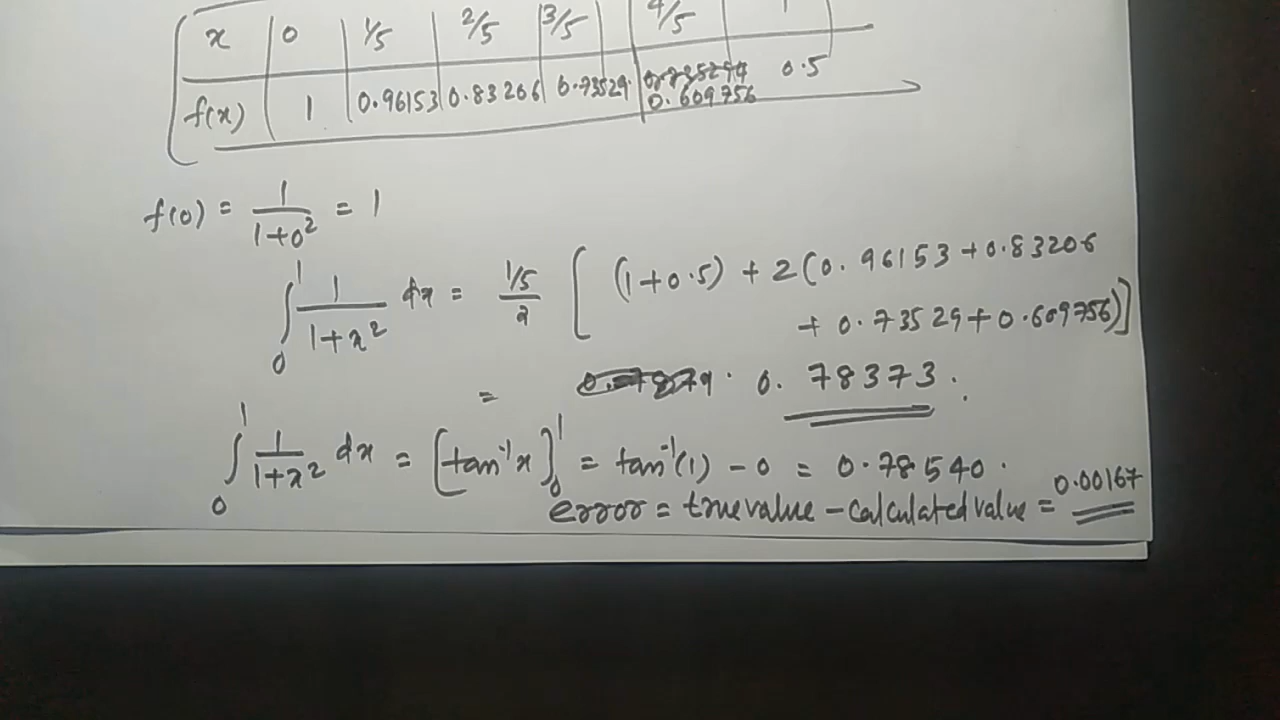 x 0 1/5 2/5 3/5 4/5 1
f(x) 1 0.96153 0.83206 0.73529 0.609756 0.5
f(0) = 1/(1+0²) = 1
∫₀¹ 1/(1+x²) dx = (1/5)/2 [ (1+0.5) + 2(0.96153+0.83206
+ 0.73529+0.609756)]
= 0.78373.
∫₀¹ 1/(1+x²) dx = [tan⁻¹x]₀¹ = tan⁻¹(1) - 0 = 0.78540.
error = true value - calculated value = 0.00167